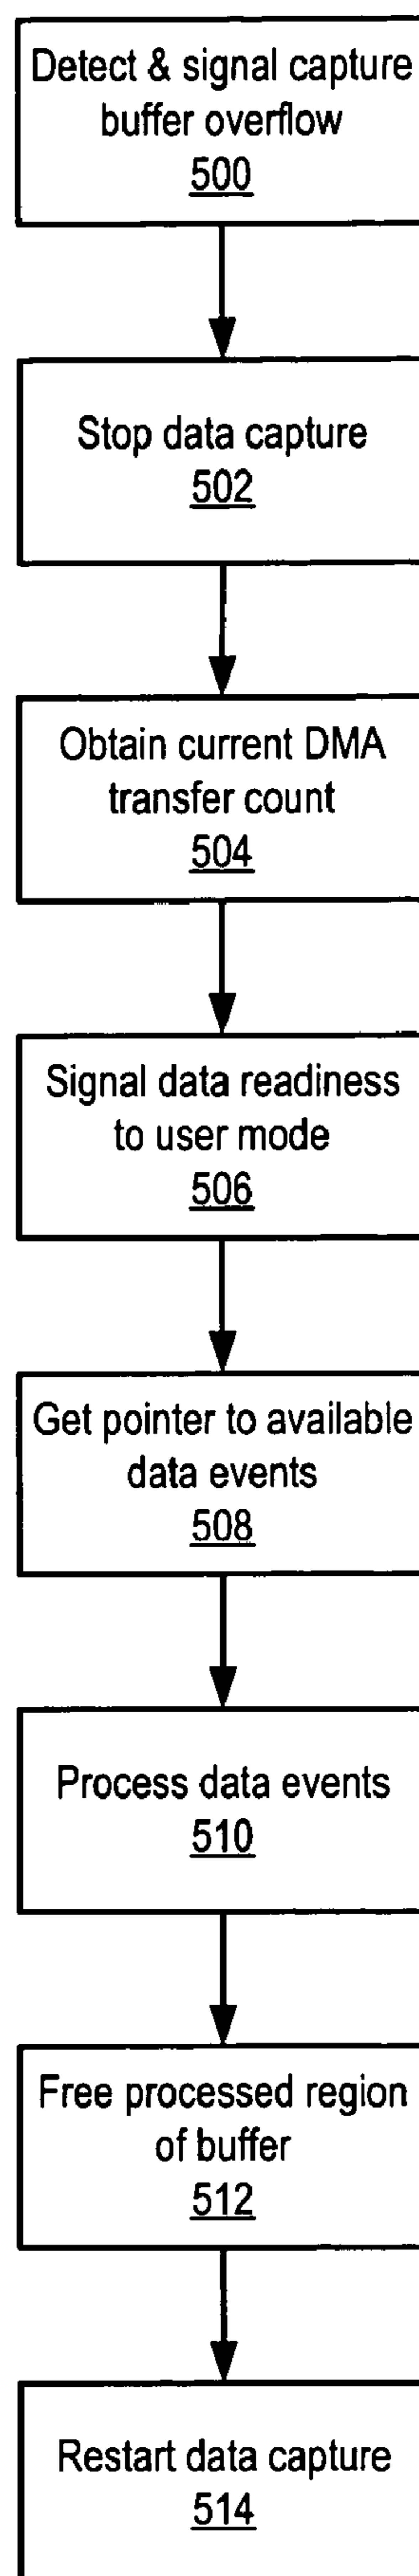 Detect & signal capture
buffer overflow
500
Stop data capture
502
Obtain current DMA
transfer count
504
Signal data readiness
to user mode
506
Get pointer to available
data events
508
Process data events
510
Free processed region
of buffer
512
Restart data capture
514